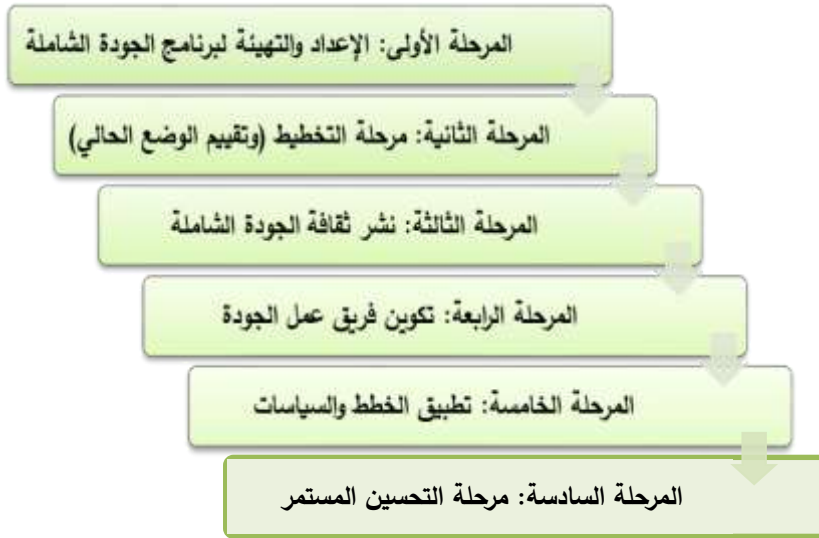 المرحلة الأولى: الإعداد والتهيئة لبرنامج الجودة الشاملة
المرحلة الثانية: مرحلة التخطيط (وتقييم الوضع الحالي)
المرحلة الثالثة: نشر ثقافة الجودة الشاملة
المرحلة الرابعة: تكوين فريق عمل الجودة
المرحلة الخامسة: تطبيق الخطط والسياسات
المرحلة السادسة: مرحلة التحسين المستمر